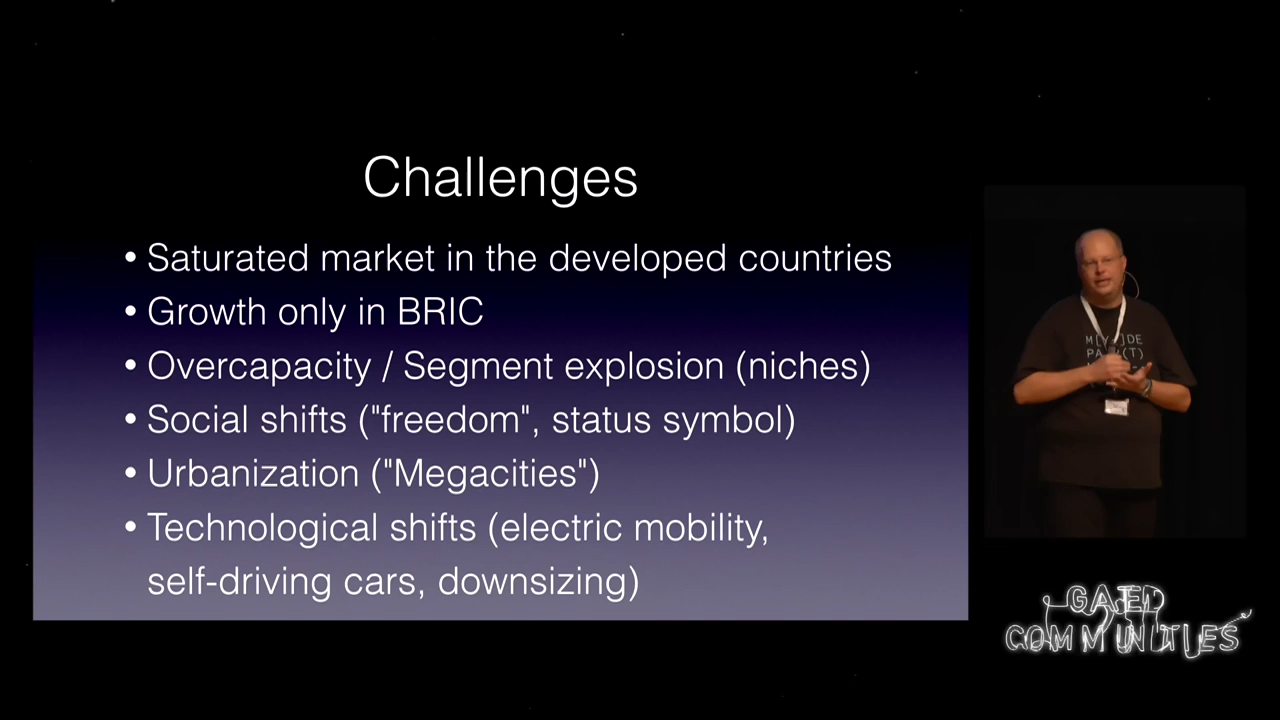 Challenges
• Saturated market in the developed countries
• Growth only in BRIC
• Overcapacity / Segment explosion (niches)
• Social shifts ("freedom", status symbol)
• Urbanization ("Megacities")
• Technological shifts (electric mobility,
self-driving cars, downsizing)
GATED
COMMUNITIES